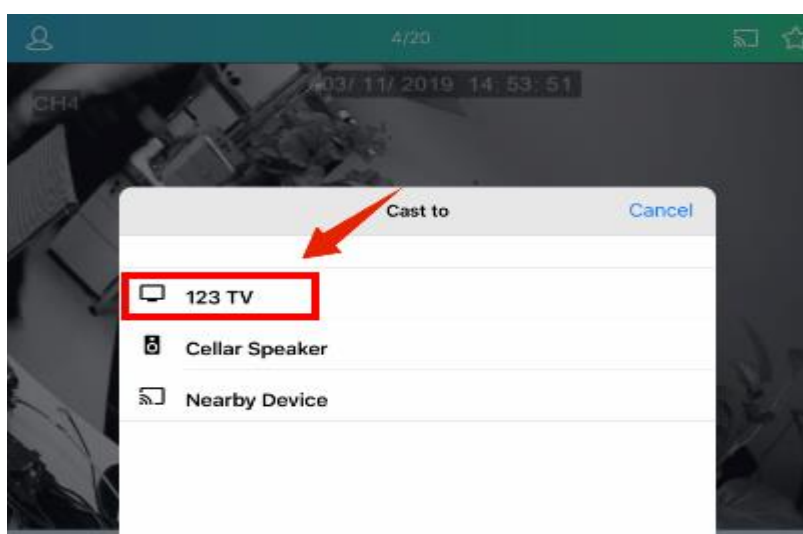 4/20
03/ 11/ 2019 14:53:51
CH4
Cast to Cancel
123 TV
Cellar Speaker
Nearby Device